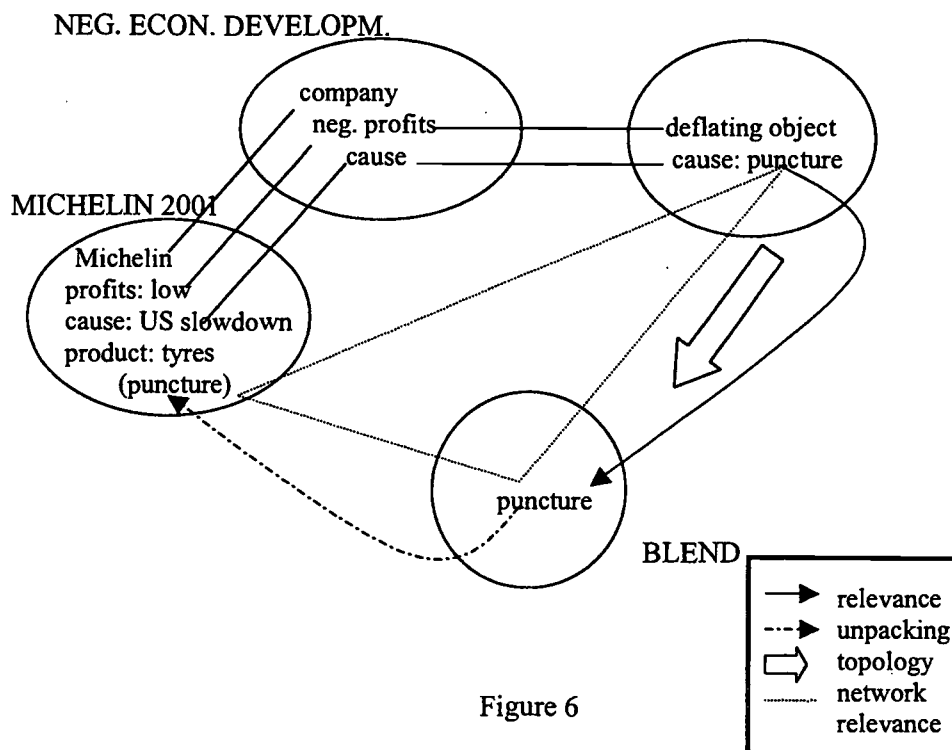 NEG. ECON. DEVELOPM.
company
neg. profits
cause
deflating object
cause: puncture
MICHELIN 2001
Michelin
profits: low
cause: US slowdown
product: tyres
(puncture)
puncture
BLEND
relevance
unpacking
topology
network
relevance
Figure 6